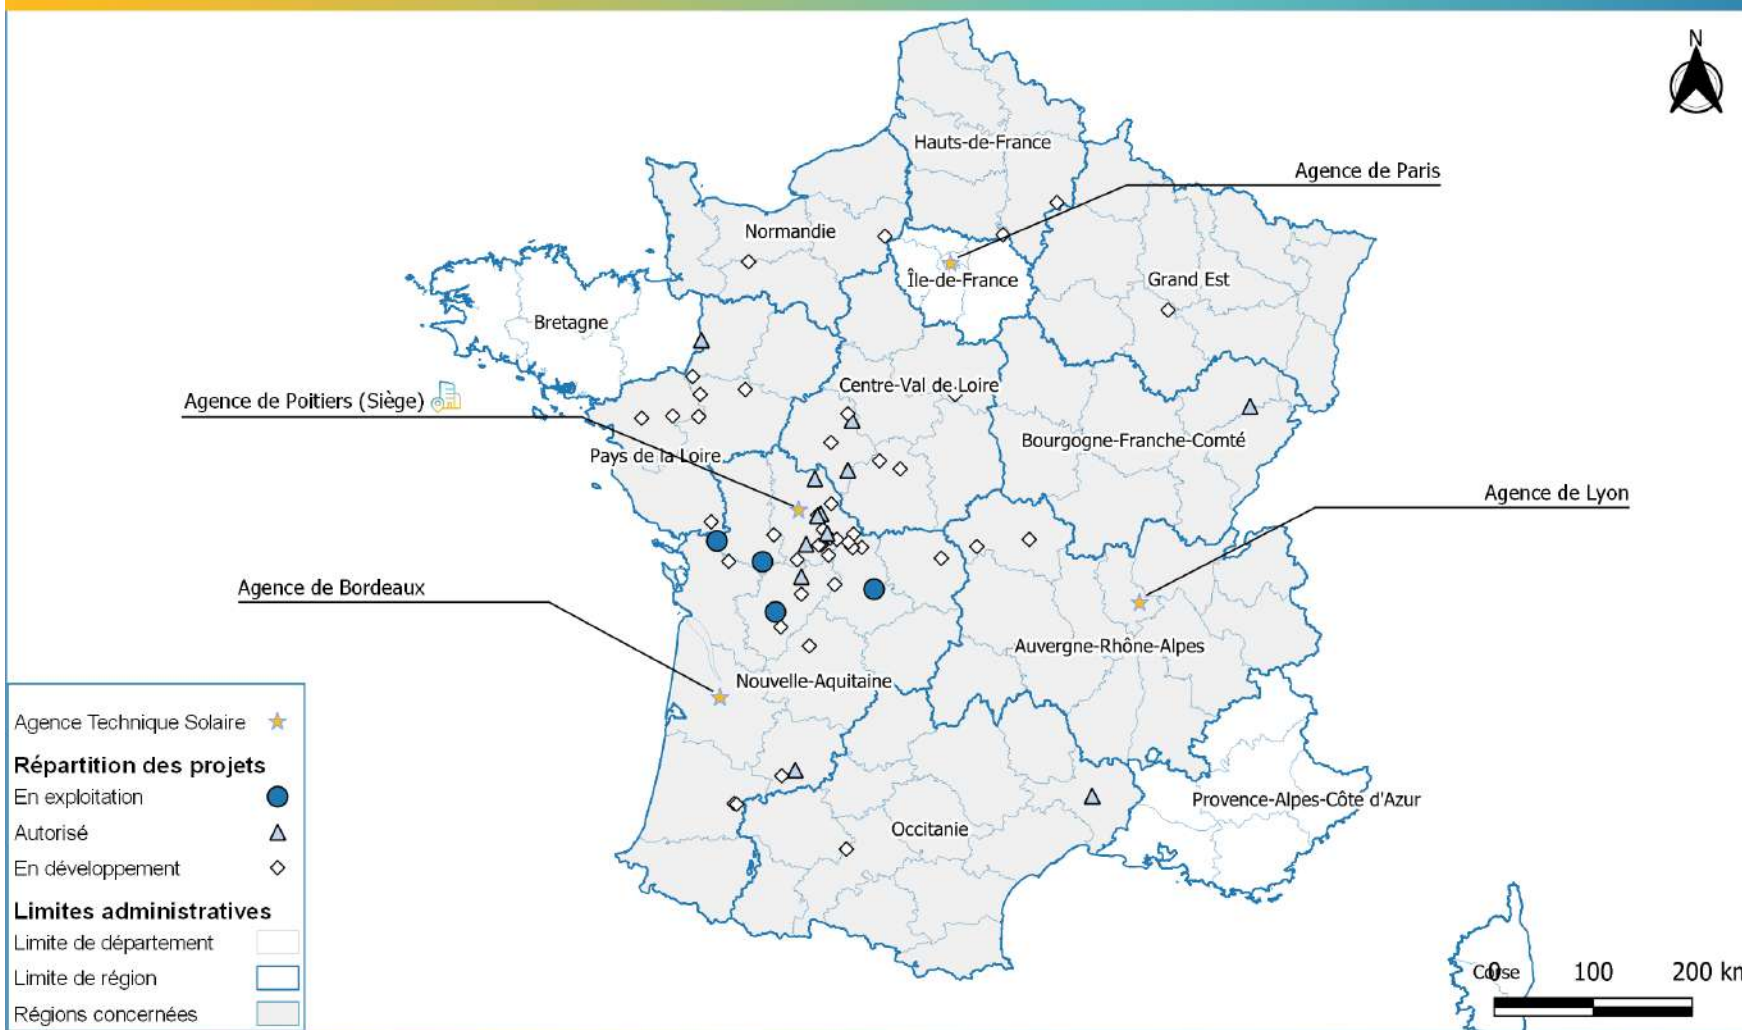 N
Hauts-de-France
Agence de Paris
Normandie
Île-de-France
Grand Est
Bretagne
Centre-Val de Loire
Agence de Poitiers (Siège)
Bourgogne-Franche-Comté
Pays de la Loire
Agence de Lyon
Agence de Bordeaux
Auvergne-Rhône-Alpes
Nouvelle-Aquitaine
Provence-Alpes-Côte d'Azur
Occitanie
Agence Technique Solaire
Répartition des projets
En exploitation
Autorisé
En développement
Limites administratives
Limite de département
Limite de région
Régions concernées
Corse
0 100 200 km